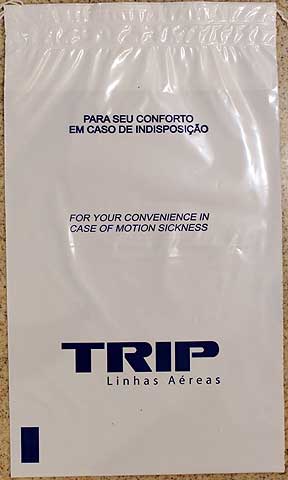 PARA SEU CONFORTO
EM CASO DE INDISPOSIÇÃO
FOR YOUR CONVENIENCE IN
CASE OF MOTION SICKNESS
TRIP
Linhas Aéreas